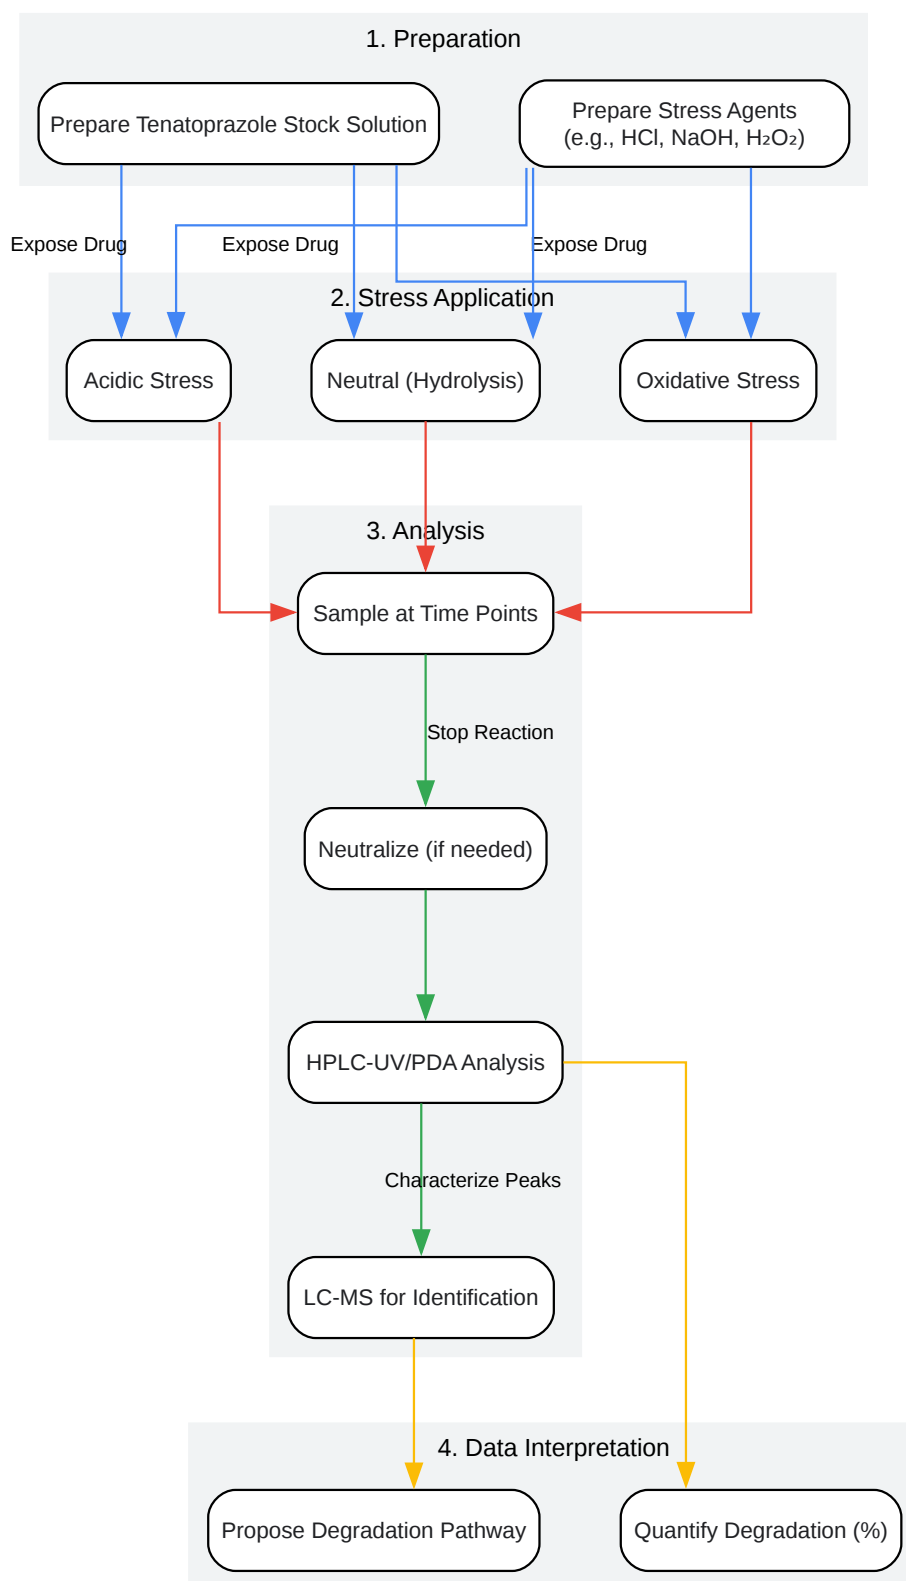 1. Preparation
Prepare Tenatoprazole Stock Solution
Prepare Stress Agents
(e.g., HCl, NaOH, H₂O₂)
Expose Drug
Expose Drug
Expose Drug
2. Stress Application
Acidic Stress
Neutral (Hydrolysis)
Oxidative Stress
3. Analysis
Sample at Time Points
Stop Reaction
Neutralize (if needed)
HPLC-UV/PDA Analysis
Characterize Peaks
LC-MS for Identification
4. Data Interpretation
Propose Degradation Pathway
Quantify Degradation (%)